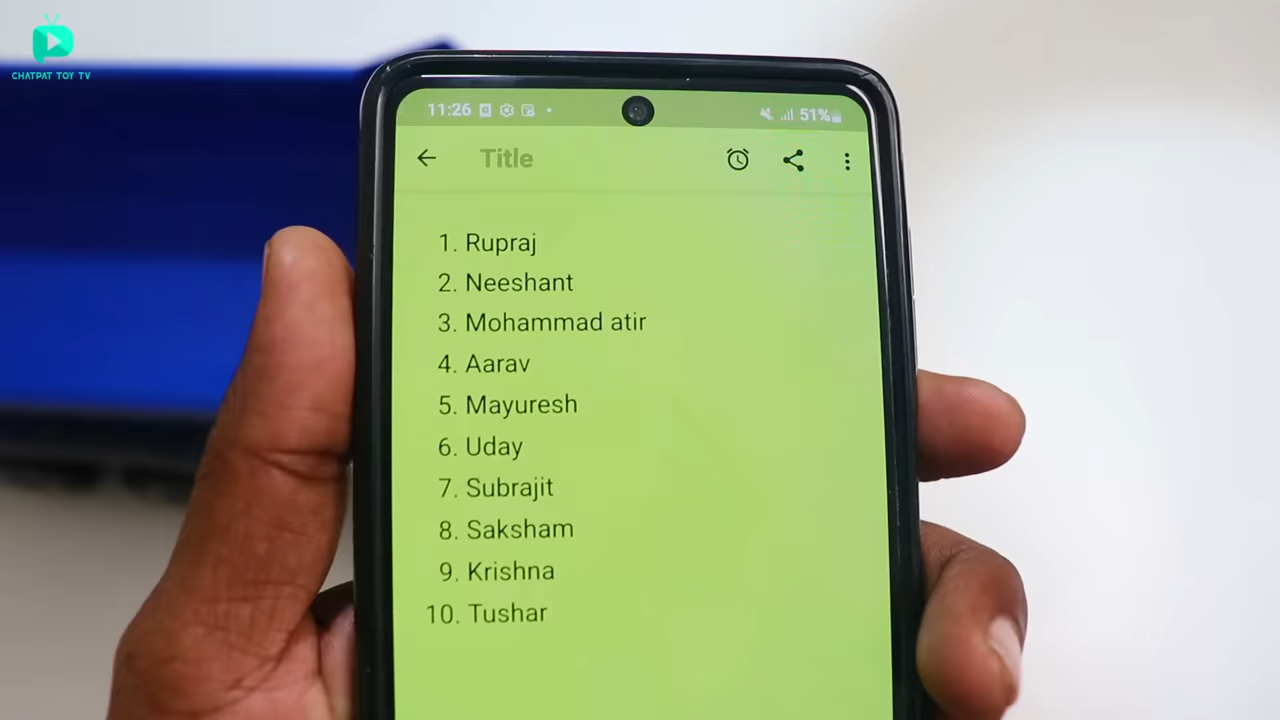 CHATPAT TOY TV
11:26 51%
Title
1. Rupraj
2. Neeshant
3. Mohammad atir
4. Aarav
5. Mayuresh
6. Uday
7. Subrajit
8. Saksham
9. Krishna
10. Tushar